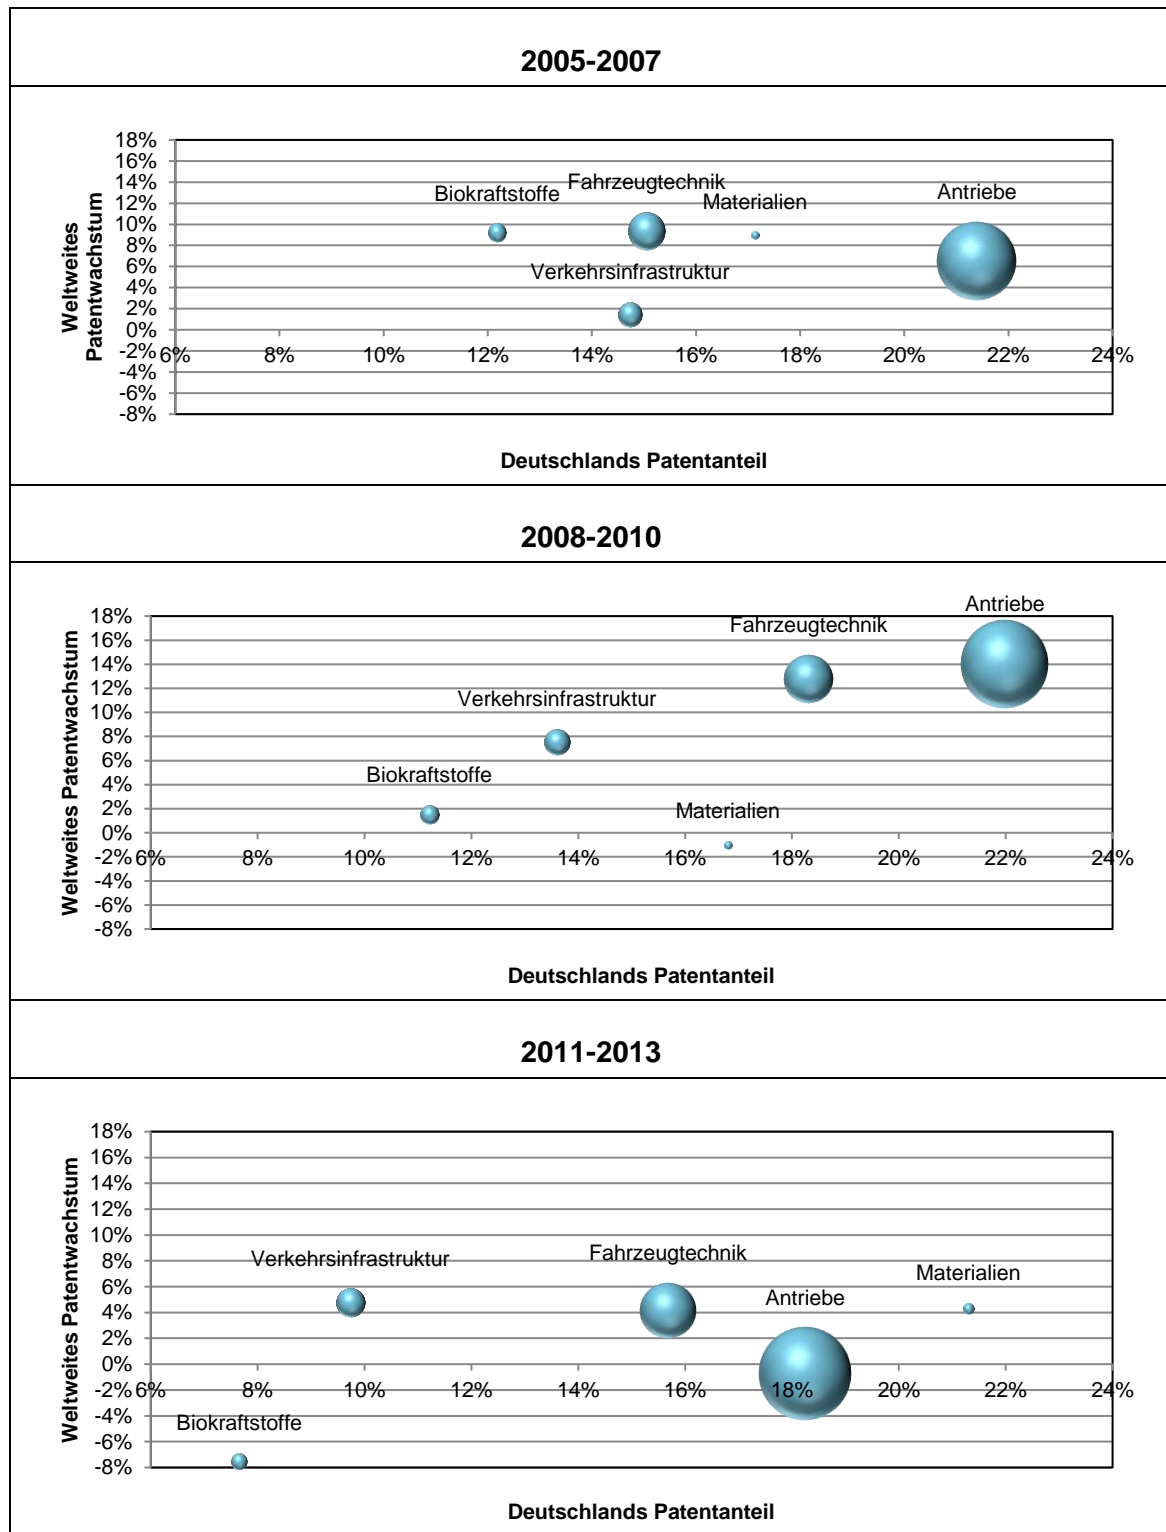 2005-2007
18%
16%
14%
12%
10%
8%
6%
4%
2%
0%
-2%
-4%
-6%
-8%
Weltweites
Patentwachstum
Biokraftstoffe
Fahrzeugtechnik
Materialien
Antriebe
Verkehrsinfrastruktur
6% 8% 10% 12% 14% 16% 18% 20% 22% 24%
Deutschlands Patentanteil
2008-2010
18%
16%
14%
12%
10%
8%
6%
4%
2%
0%
-2%
-4%
-6%
-8%
Weltweites Patentwachstum
Antriebe
Fahrzeugtechnik
Verkehrsinfrastruktur
Biokraftstoffe
Materialien
6% 8% 10% 12% 14% 16% 18% 20% 22% 24%
Deutschlands Patentanteil
2011-2013
18%
16%
14%
12%
10%
8%
6%
4%
2%
0%
-2%
-4%
-6%
-8%
Weltweites Patentwachstum
Verkehrsinfrastruktur
Fahrzeugtechnik
Materialien
Antriebe
Biokraftstoffe
6% 8% 10% 12% 14% 16% 18% 20% 22% 24%
Deutschlands Patentanteil